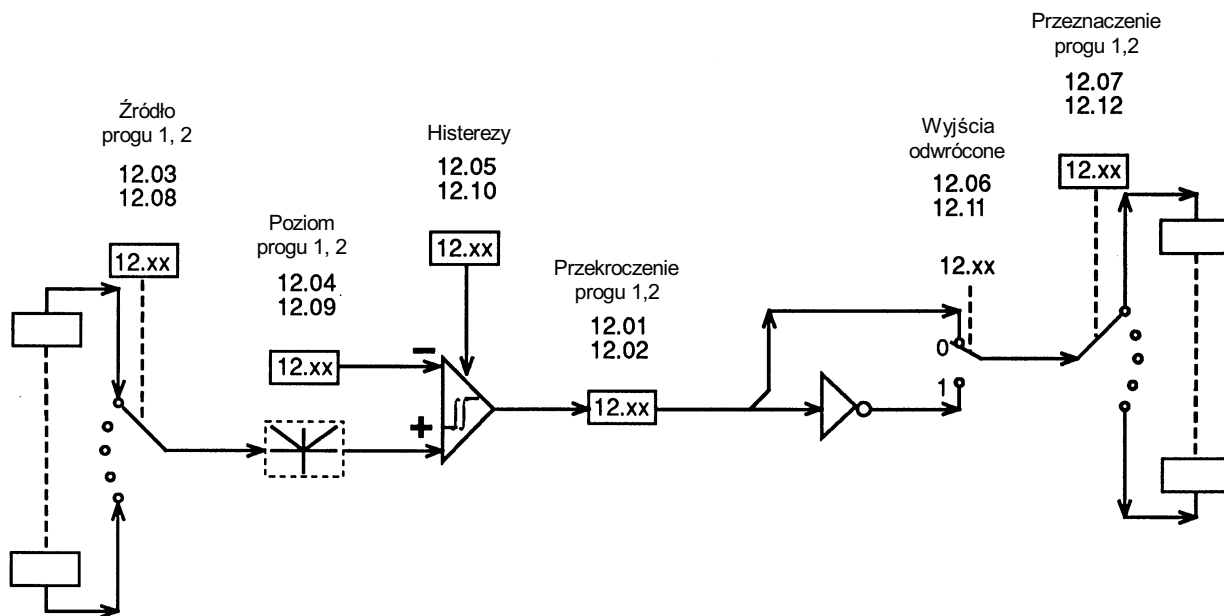 Przeznaczenie
progu 1,2
12.07
12.12
12.xx
Źródło
progu 1, 2
12.03
12.08
12.xx
Histerezy
12.05
12.10
12.xx
Wyjścia
odwrócone
12.06
12.11
12.xx
Poziom
progu 1, 2
12.04
12.09
12.xx
Przekroczenie
progu 1,2
12.01
12.02
12.xx
−
+
0
1